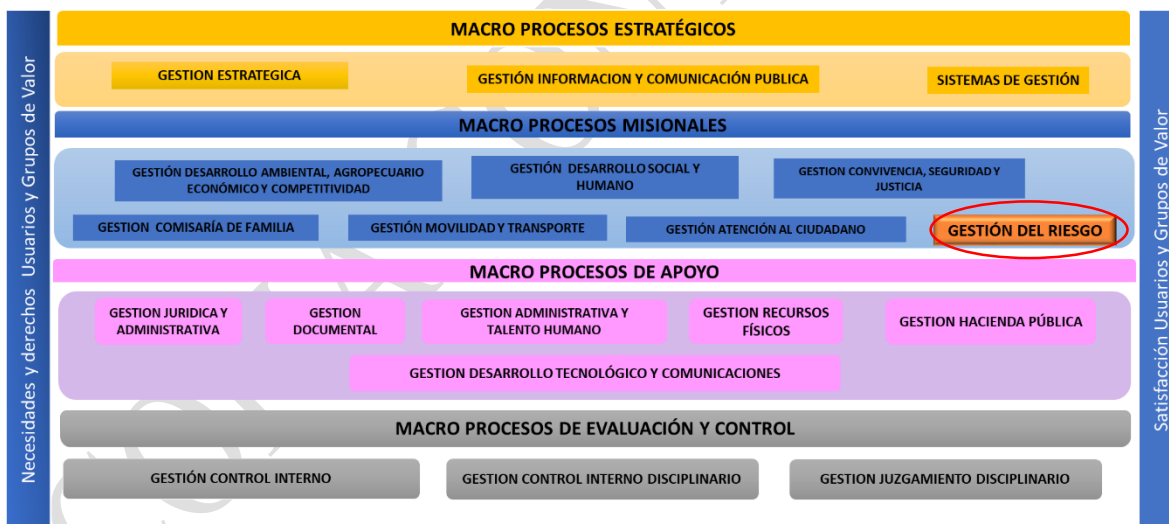 Necesidades y derechos Usuarios y Grupos de Valor
MACRO PROCESOS ESTRATÉGICOS
GESTION ESTRATEGICA
GESTIÓN INFORMACION Y COMUNICACIÓN PUBLICA
SISTEMAS DE GESTIÓN
MACRO PROCESOS MISIONALES
GESTIÓN DESARROLLO AMBIENTAL, AGROPECUARIO
ECONÓMICO Y COMPETITIVIDAD
GESTIÓN DESARROLLO SOCIAL Y
HUMANO
GESTION CONVIVENCIA, SEGURIDAD Y
JUSTICIA
GESTION COMISARÍA DE FAMILIA
GESTIÓN MOVILIDAD Y TRANSPORTE
GESTIÓN ATENCIÓN AL CIUDADANO
GESTIÓN DEL RIESGO
MACRO PROCESOS DE APOYO
GESTION JURIDICA Y
ADMINISTRATIVA
GESTION
DOCUMENTAL
GESTION ADMINISTRATIVA Y
TALENTO HUMANO
GESTION RECURSOS
FÍSICOS
GESTION HACIENDA PÚBLICA
GESTION DESARROLLO TECNOLÓGICO Y COMUNICACIONES
MACRO PROCESOS DE EVALUACIÓN Y CONTROL
GESTIÓN CONTROL INTERNO
GESTION CONTROL INTERNO DISCIPLINARIO
GESTION JUZGAMIENTO DISCIPLINARIO
Satisfacción Usuarios y Grupos de Valor